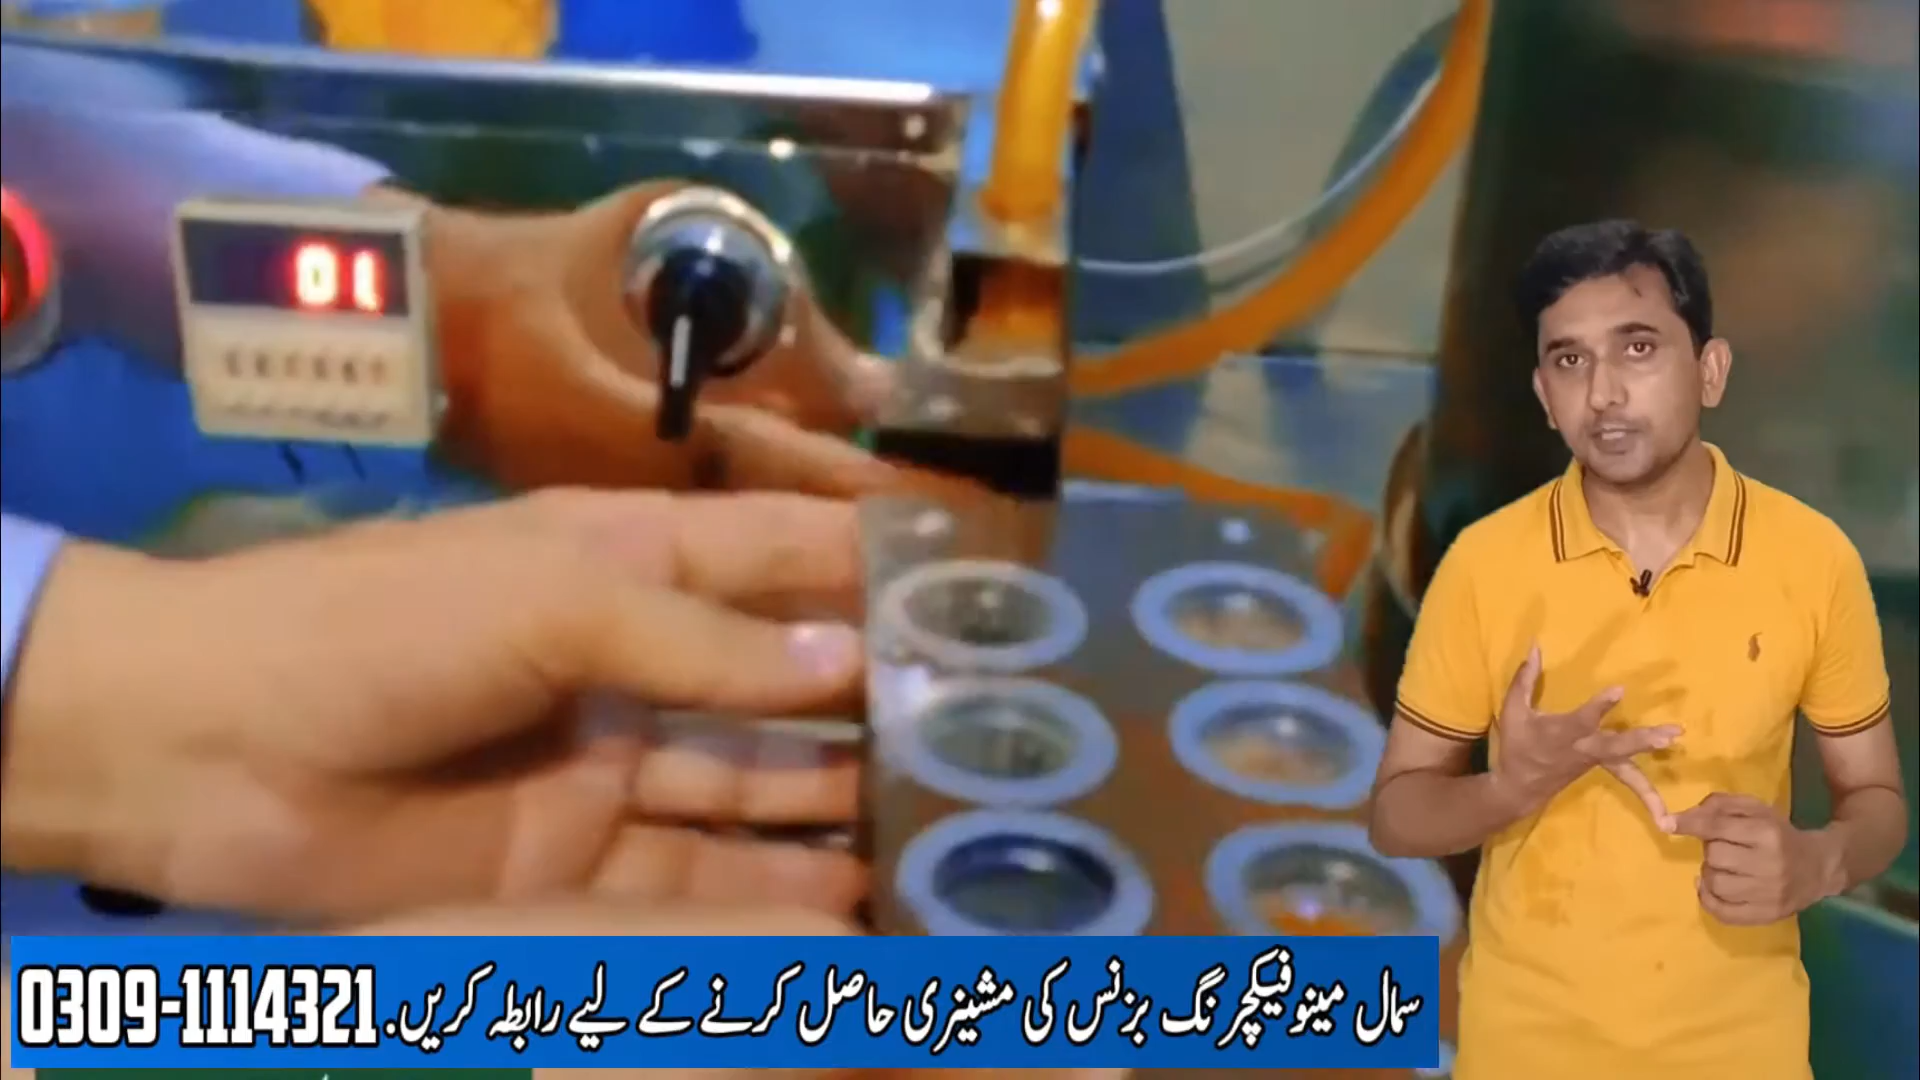 01
سمال مینوفیکچرنگ بزنس کی مشینری حاصل کرنے کے لیے رابطہ کریں. 0309-1114321